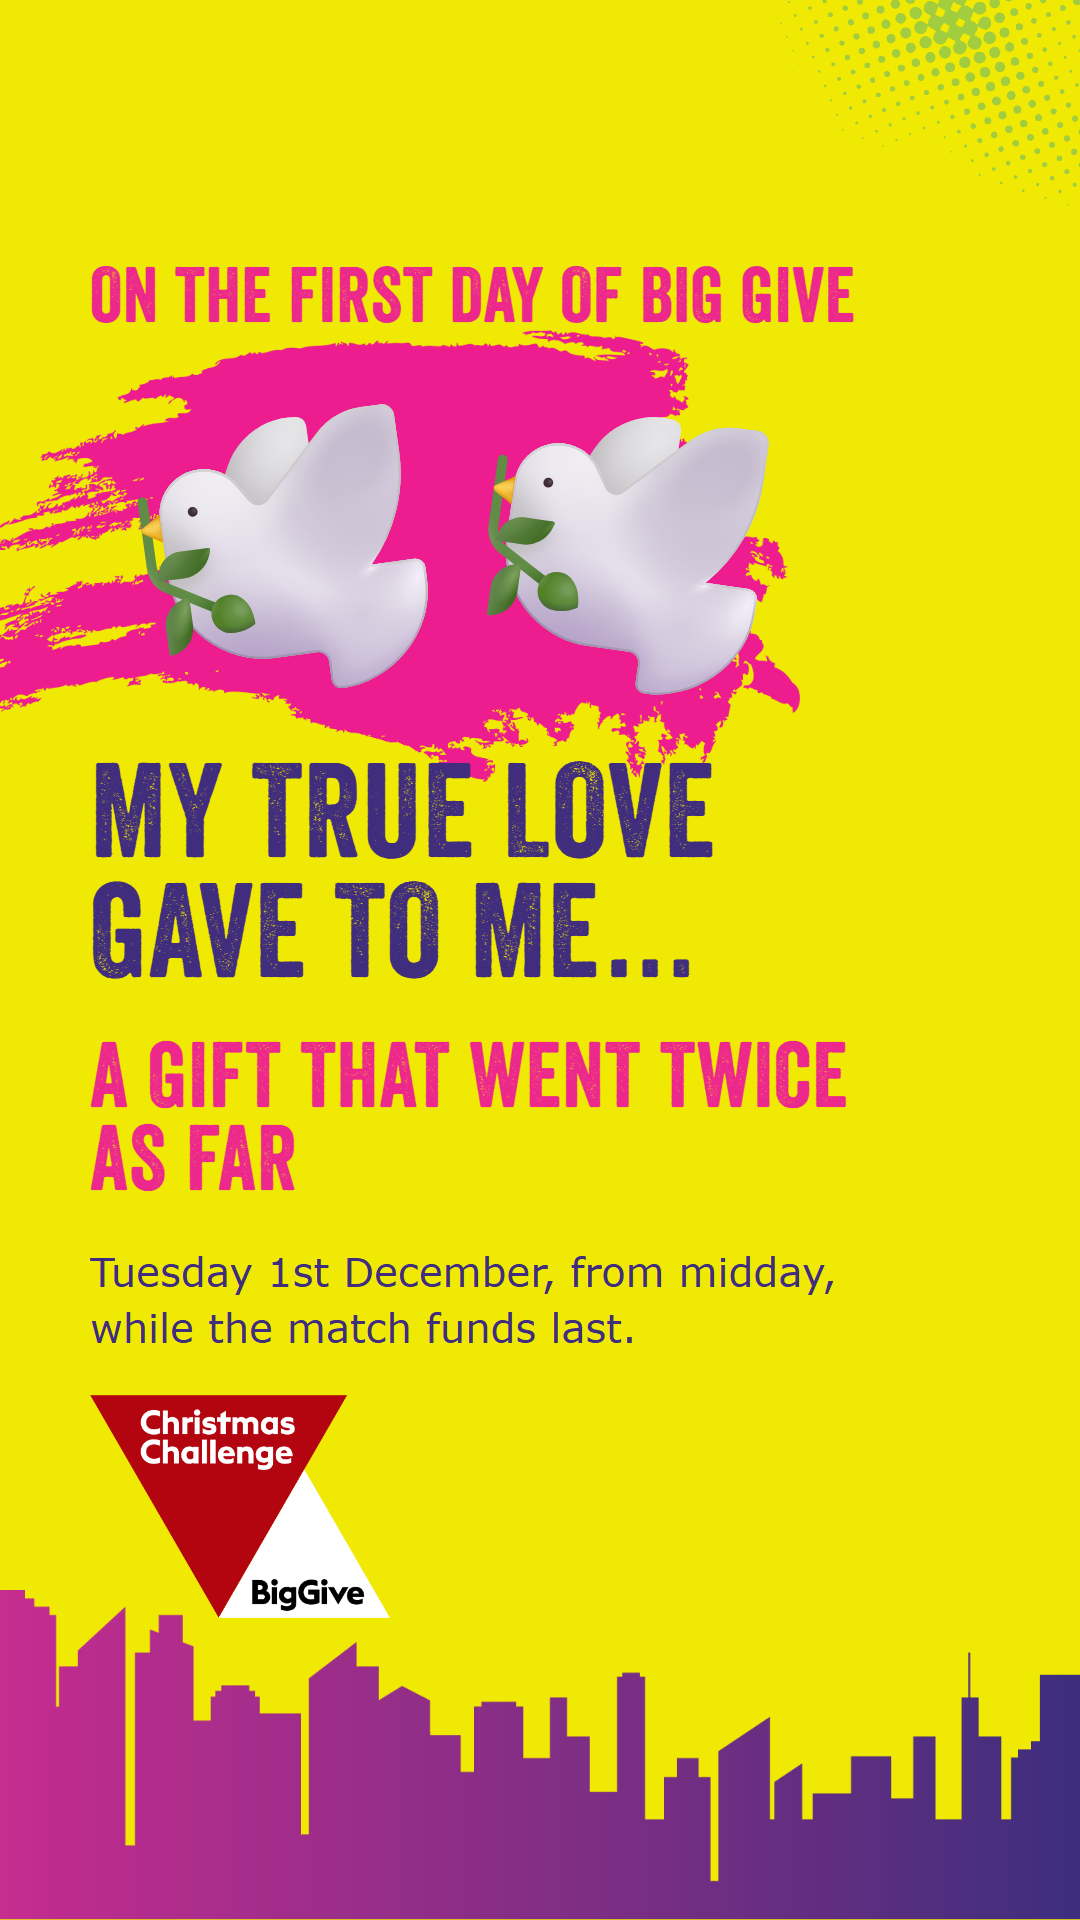 ON THE FIRST DAY OF BIG GIVE
MY TRUE LOVE
GAVE TO ME...
A GIFT THAT WENT TWICE
AS FAR
Tuesday 1st December, from midday,
while the match funds last.
Christmas
Challenge
BigGive